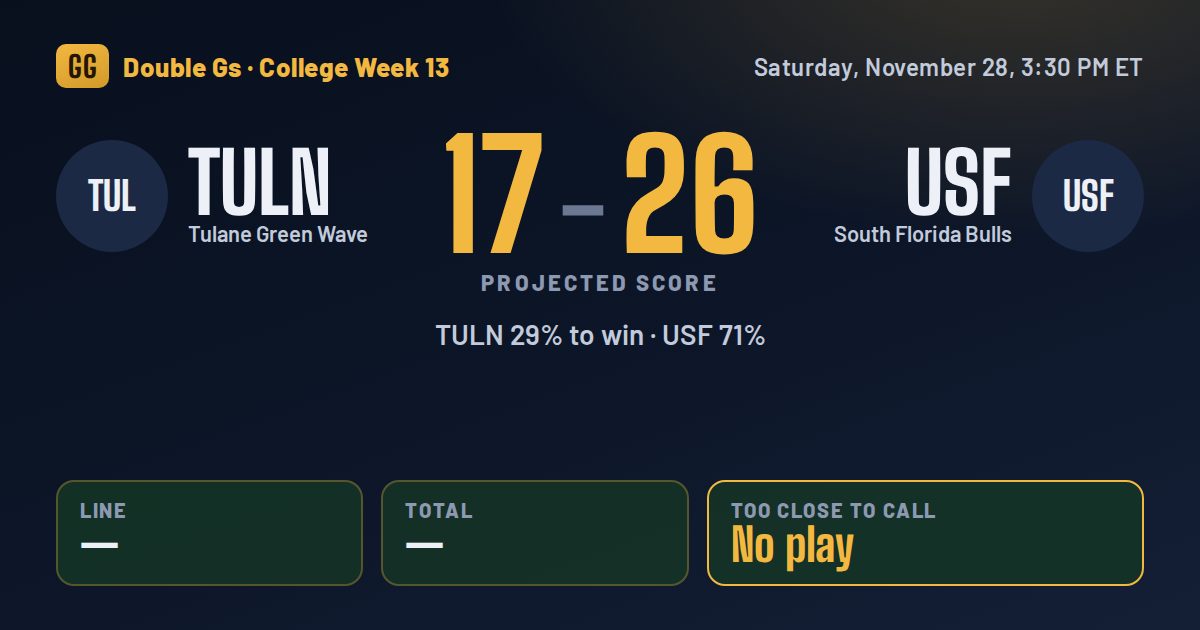 GG
Double Gs · College Week 13
Saturday, November 28, 3:30 PM ET
TUL
TULN
Tulane Green Wave
17 – 26
PROJECTED SCORE
TULN 29% to win · USF 71%
USF
South Florida Bulls
USF
LINE
—
TOTAL
—
TOO CLOSE TO CALL
No play